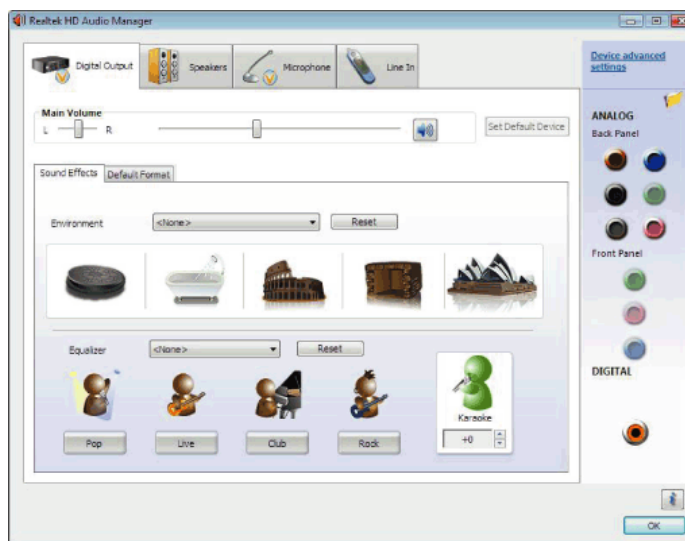 Realtek HD Audio Manager
Digital Output
Speakers
Microphone
Line In
Device advanced settings
Main Volume
L
R
Set Default Device
ANALOG
Back Panel
Sound Effects
Default Format
Environment
<None>
Reset
Front Panel
Equalizer
<None>
Reset
DIGITAL
Karaoke
+0
Pop
Live
Club
Rock
i
OK